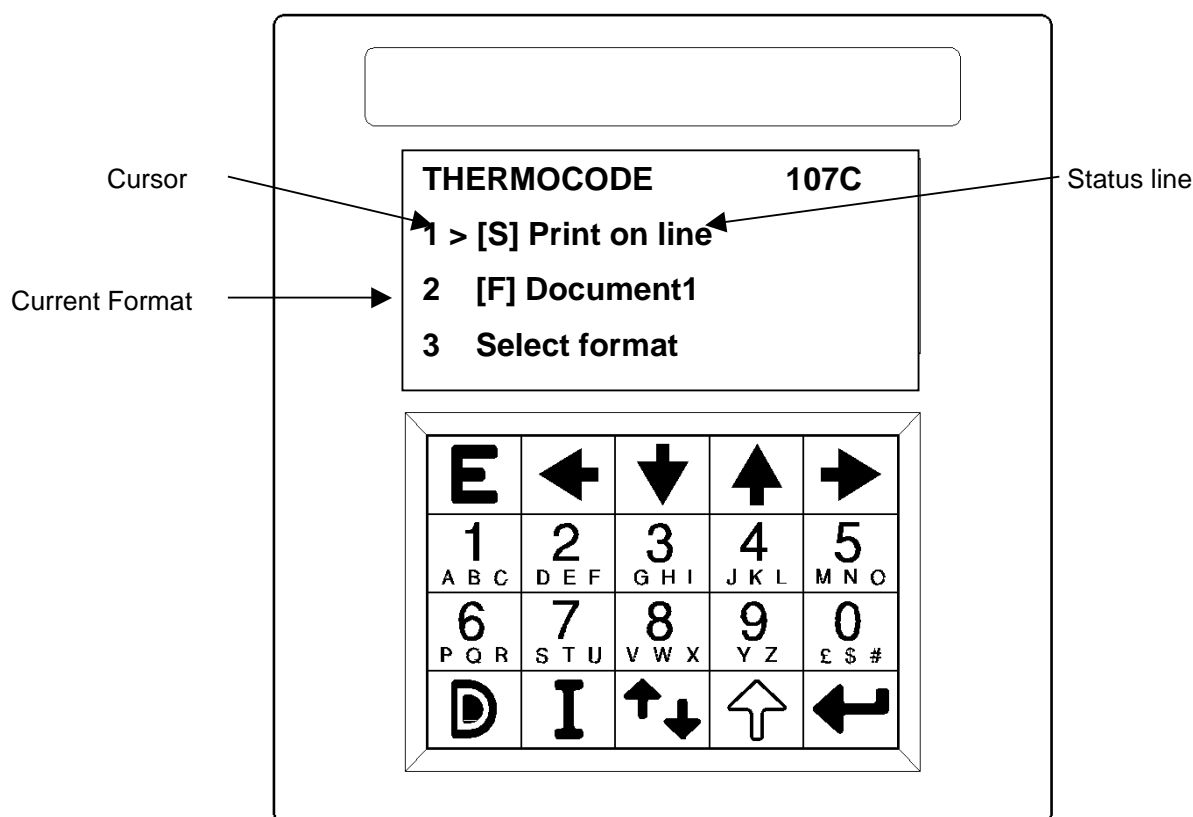 THERMOCODE 107C
Cursor
Status line
1 > [S] Print on line
Current Format
2 [F] Document1
3 Select format
E
1 2 3 4 5
A B C D E F G H I J K L M N O
6 7 8 9 0
P Q R S T U V W X Y Z £ $ #
D I